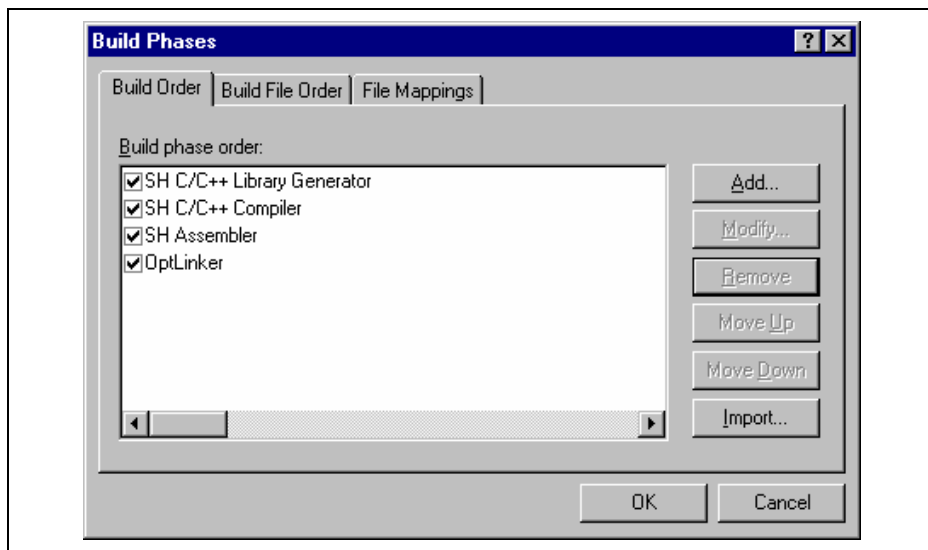 Build Phases
Build Order
Build File Order
File Mappings
Build phase order:
SH C/C++ Library Generator
SH C/C++ Compiler
SH Assembler
OptLinker
Add...
Modify...
Remove
Move Up
Move Down
Import...
OK
Cancel